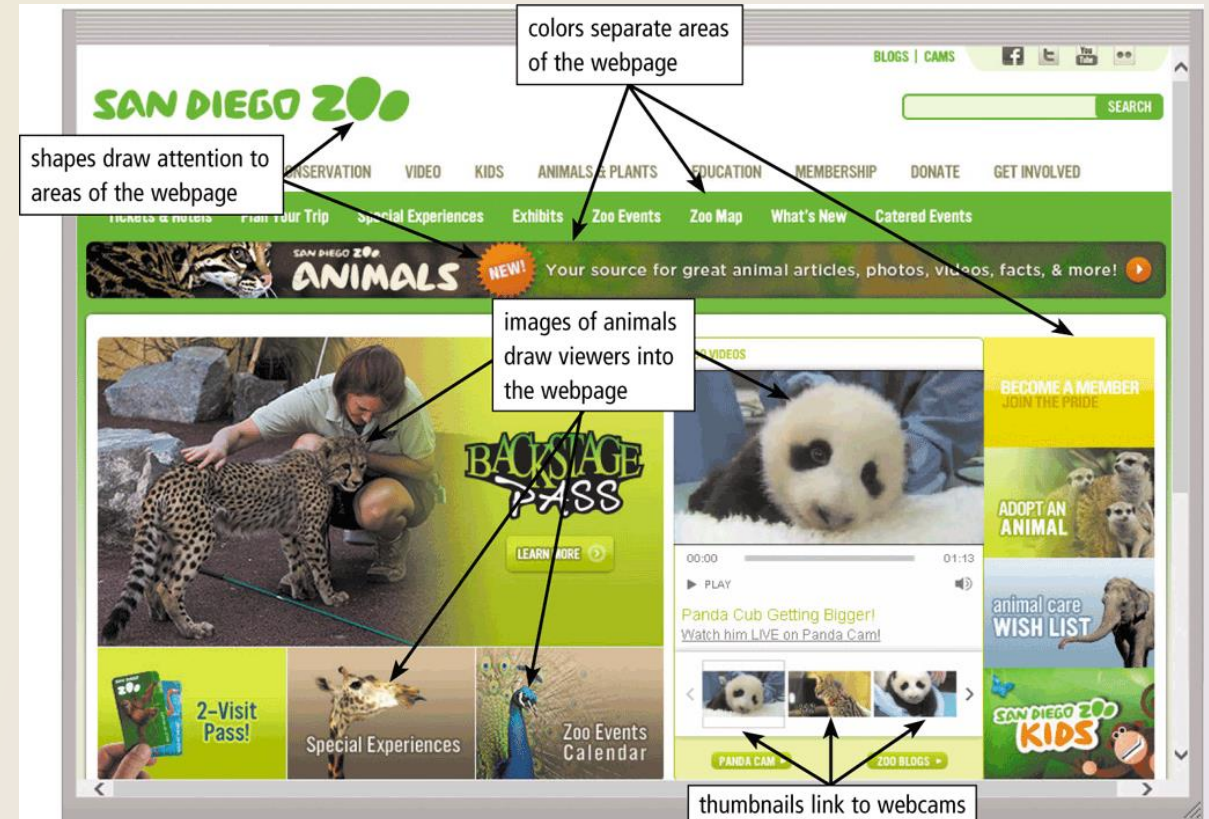 colors separate areas
of the webpage
BLOGS | CAMS
SAN DIEGO ZOO
SEARCH
shapes draw attention to
areas of the webpage
VIDEO KIDS ANIMALS & PLANTS EDUCATION MEMBERSHIP DONATE GET INVOLVED
Tickets & Hotels Plan Your Trip Special Experiences Exhibits Zoo Events Zoo Map What's New Catered Events
SAN DIEGO ZOO
ANIMALS NEW! Your source for great animal articles, photos, videos, facts, & more!
images of animals
draw viewers into
the webpage
VIDEOS
BECOME A MEMBER
JOIN THE PRIDE
BACKSTAGE
PASS
LEARN MORE
ADOPT AN
ANIMAL
00:00 01:13
PLAY
Panda Cub Getting Bigger!
Watch him LIVE on Panda Cam!
animal care
WISH LIST
2-Visit
Pass!
Special Experiences
Zoo Events
Calendar
SAN DIEGO ZOO
KIDS
PANDA CAM ZOO BLOGS
thumbnails link to webcams